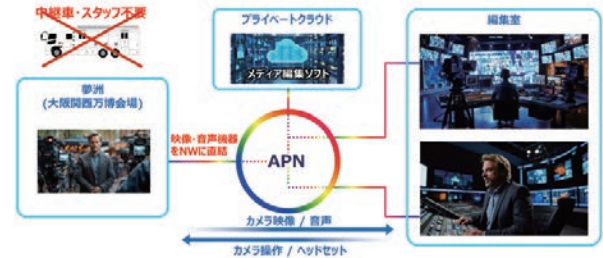 中継車・スタッフ不要
プライベートクラウド
メディア編集ソフト
編集室
夢洲
(大阪関西万博会場)
映像・音声機器
をNWに直結
APN
カメラ映像 / 音声
カメラ操作 / ヘッドセット